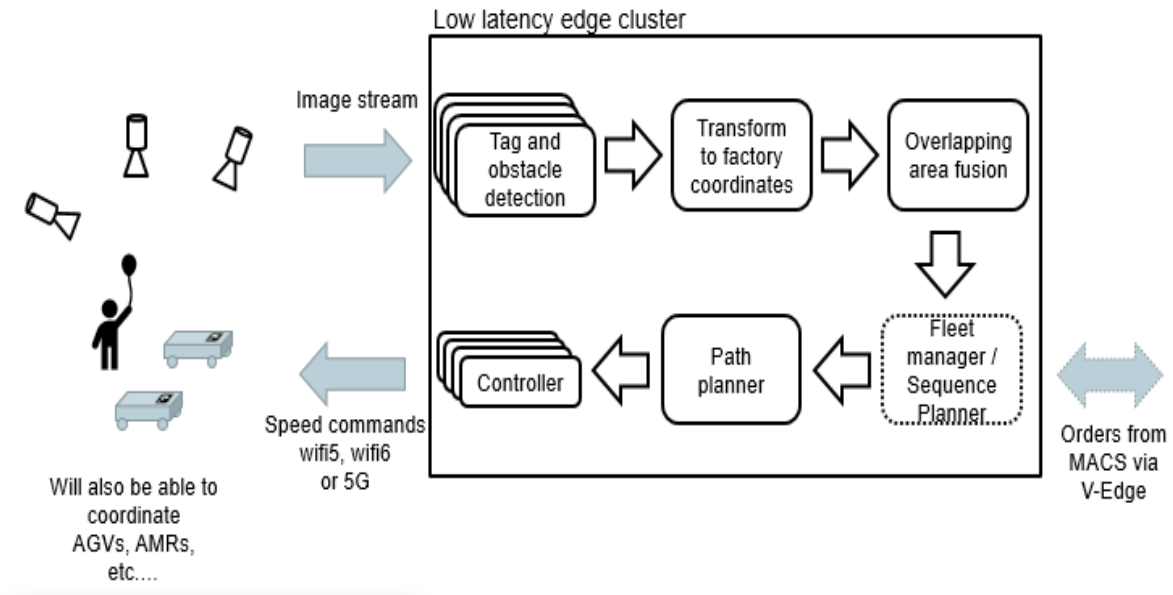 Low latency edge cluster
Image stream
Tag and
obstacle
detection
Transform
to factory
coordinates
Overlapping
area fusion
Fleet
manager /
Sequence
Planner
Path
planner
Controller
Speed commands
wifi5, wifi6
or 5G
Orders from
MACS via
V-Edge
Will also be able to
coordinate
AGVs, AMRs,
etc....